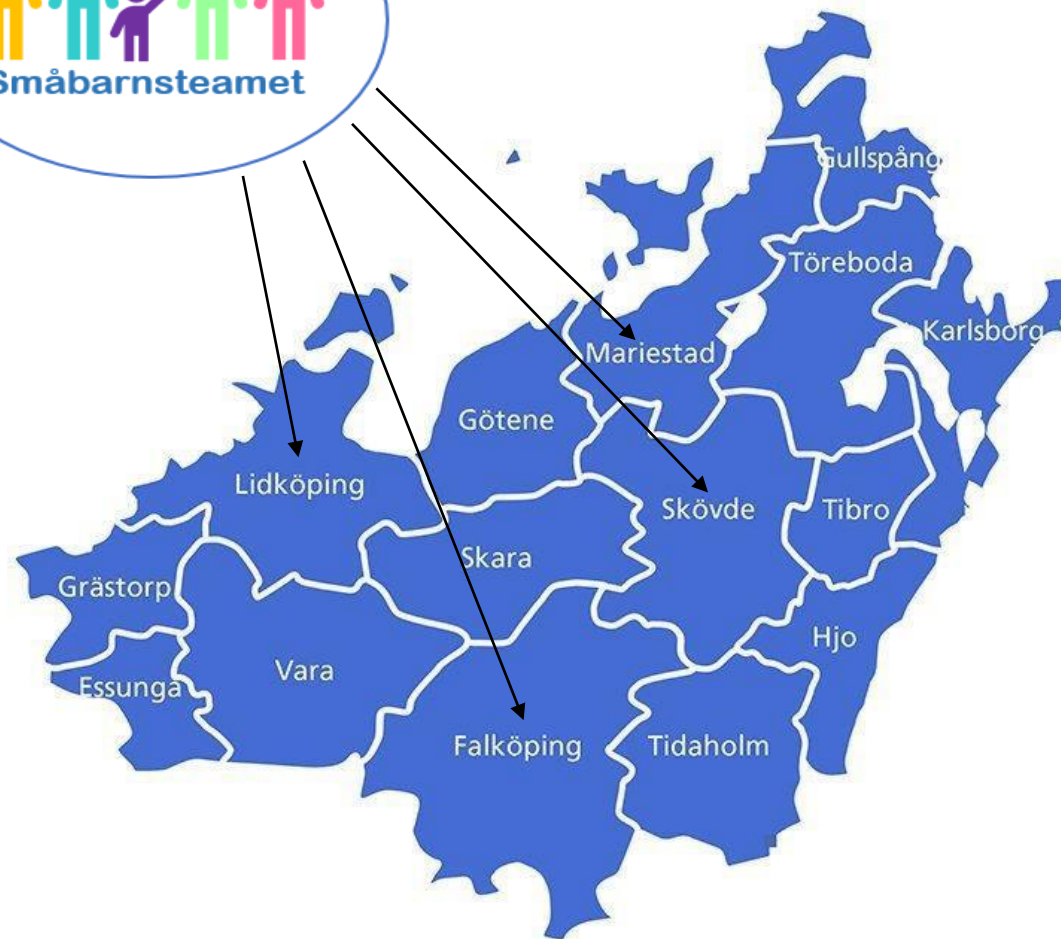 Småbarnsteamet
Gullspång
Töreboda
Karlsborg
Mariestad
Götene
Lidköping
Skövde
Tibro
Skara
Grästorp
Hjo
Vara
Essunga
Falköping
Tidaholm